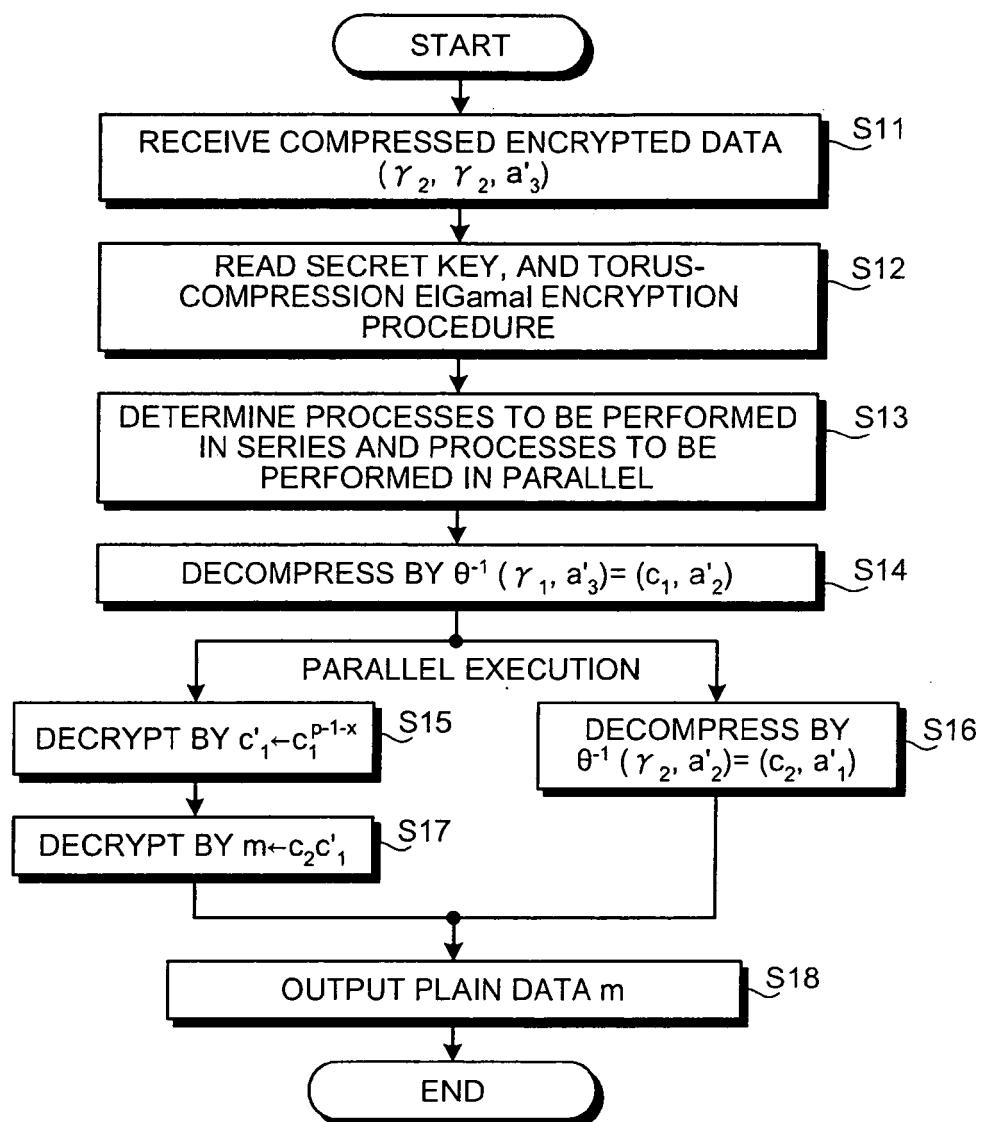 START
RECEIVE COMPRESSED ENCRYPTED DATA
(γ₂, γ₂, a'₃)
S11
READ SECRET KEY, AND TORUS-
COMPRESSION ElGamal ENCRYPTION
PROCEDURE
S12
DETERMINE PROCESSES TO BE PERFORMED
IN SERIES AND PROCESSES TO BE
PERFORMED IN PARALLEL
S13
DECOMPRESS BY θ⁻¹ (γ₁, a'₃)= (c₁, a'₂)
S14
PARALLEL EXECUTION
DECRYPT BY c'₁←c₁^{p-1-x}
S15
DECOMPRESS BY
θ⁻¹ (γ₂, a'₂)= (c₂, a'₁)
S16
DECRYPT BY m←c₂c'₁
S17
OUTPUT PLAIN DATA m
S18
END